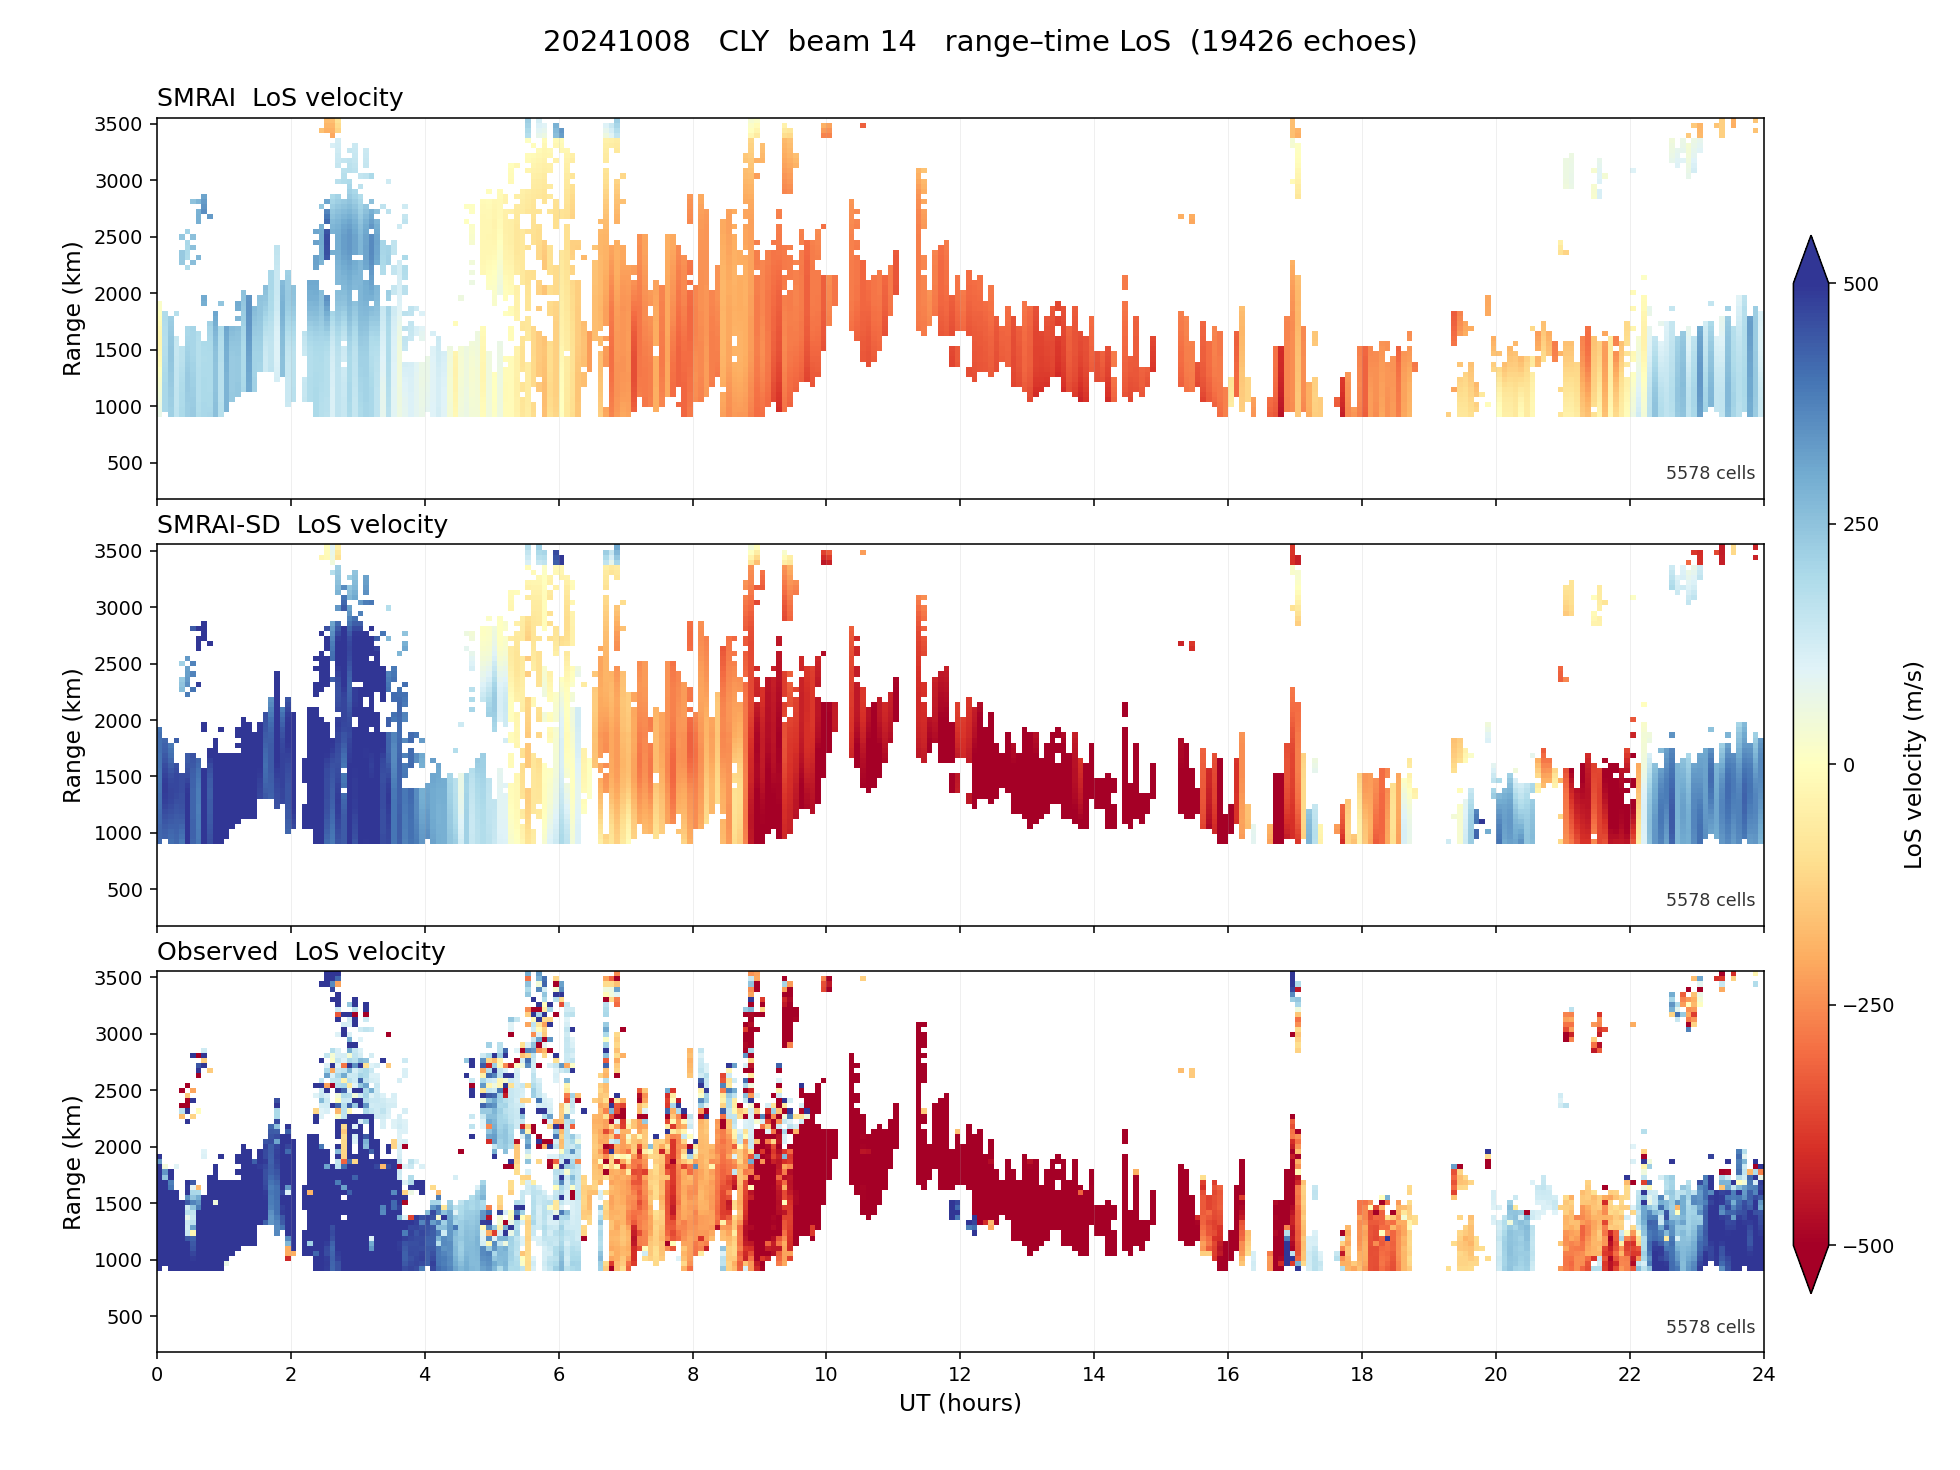 20241008   CLY  beam 14   range–time LoS  (19426 echoes)
SMRAI  LoS velocity
3500
3000
2500
2000
1500
1000
500
Range (km)
5578 cells
SMRAI-SD  LoS velocity
3500
3000
2500
2000
1500
1000
500
Range (km)
5578 cells
Observed  LoS velocity
3500
3000
2500
2000
1500
1000
500
Range (km)
5578 cells
0 2 4 6 8 10 12 14 16 18 20 22 24
UT (hours)
500
250
0
−250
−500
LoS velocity (m/s)